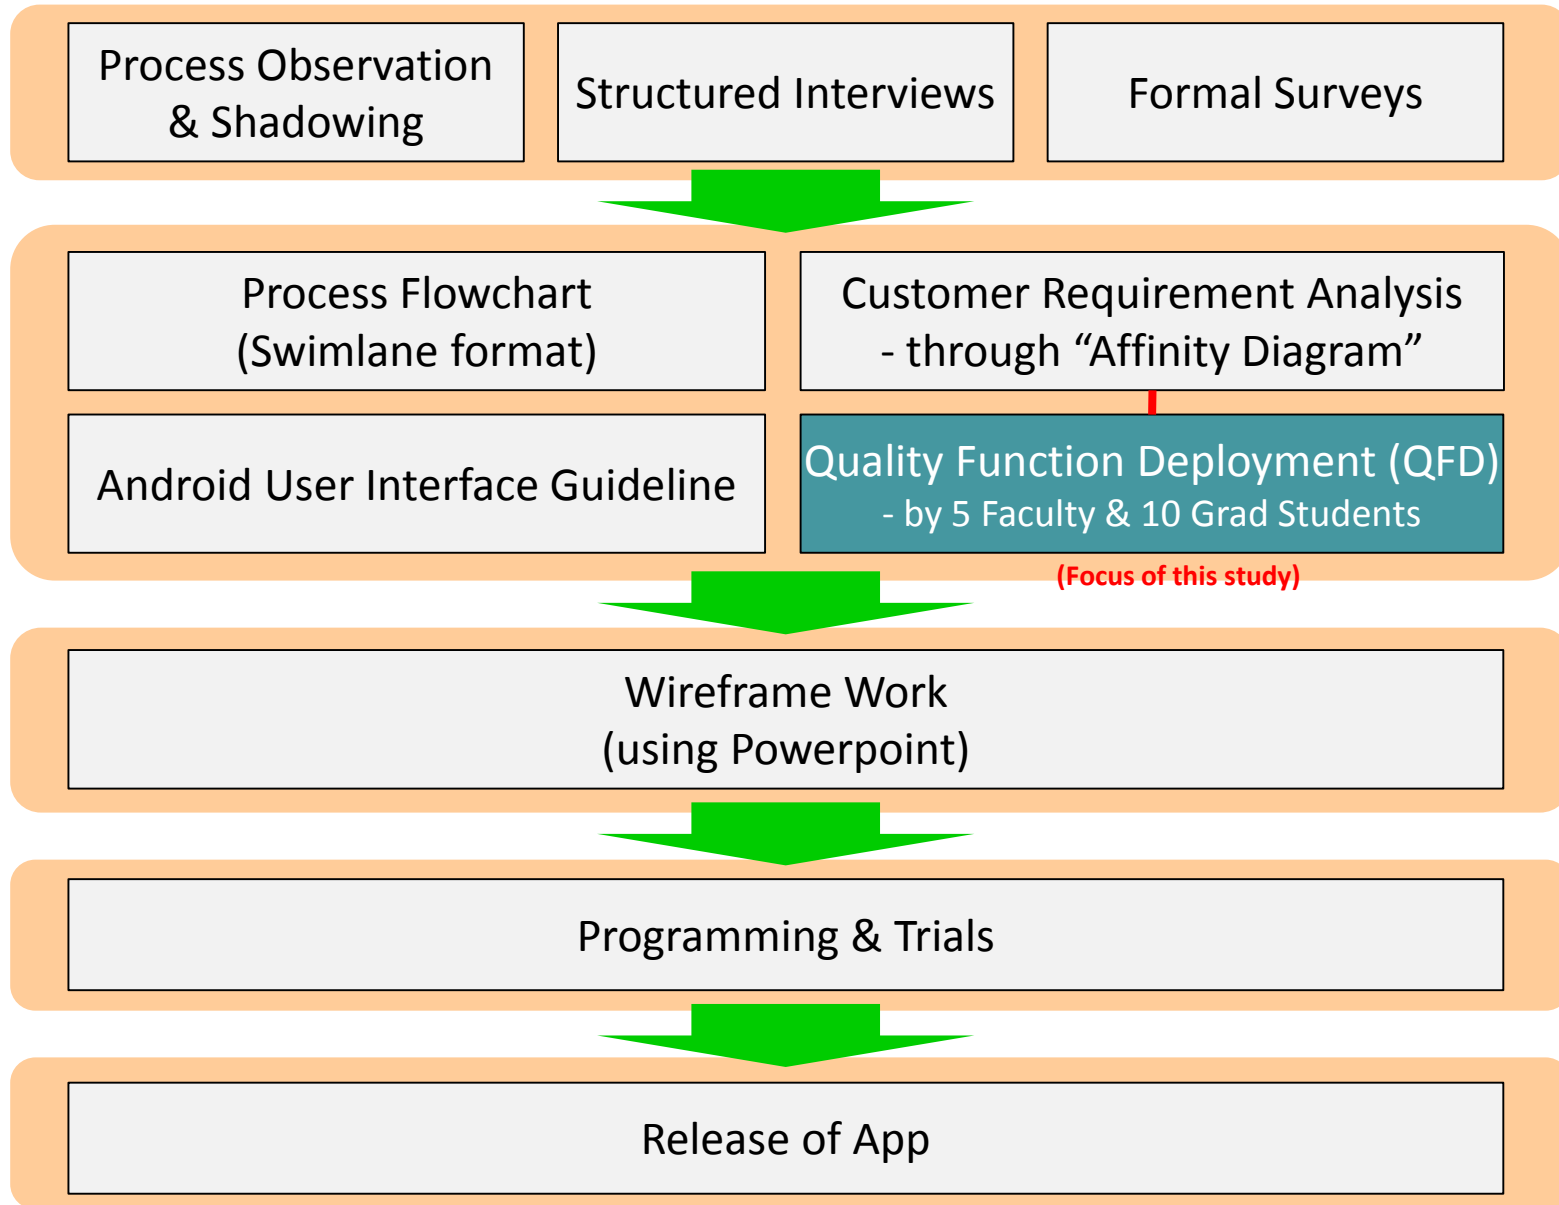 Process Observation
& Shadowing
Structured Interviews
Formal Surveys
Process Flowchart
(Swimlane format)
Customer Requirement Analysis
- through “Affinity Diagram”
Android User Interface Guideline
Quality Function Deployment (QFD)
- by 5 Faculty & 10 Grad Students
(Focus of this study)
Wireframe Work
(using Powerpoint)
Programming & Trials
Release of App